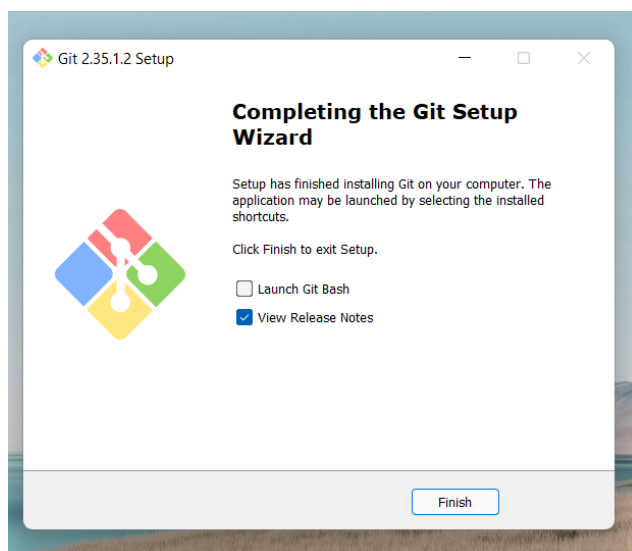 Git 2.35.1.2 Setup
Completing the Git Setup
Wizard
Setup has finished installing Git on your computer. The
application may be launched by selecting the installed
shortcuts.
Click Finish to exit Setup.
Launch Git Bash
View Release Notes
Finish